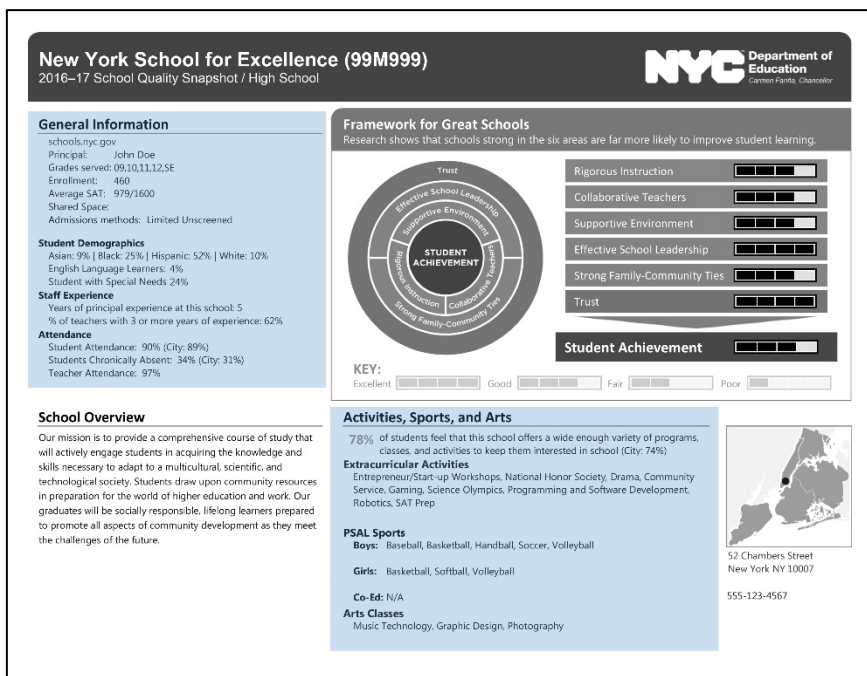 New York School for Excellence (99M999)
2016–17 School Quality Snapshot / High School
NYC Department of
Education
Carmen Fariña, Chancellor
General Information
schools.nyc.gov
Principal: John Doe
Grades served: 09,10,11,12,SE
Enrollment: 460
Average SAT: 979/1600
Shared Space:
Admissions methods: Limited Unscreened
Student Demographics
Asian: 9% | Black: 25% | Hispanic: 52% | White: 10%
English Language Learners: 4%
Student with Special Needs 24%
Staff Experience
Years of principal experience at this school: 5
% of teachers with 3 or more years of experience: 62%
Attendance
Student Attendance: 90% (City: 89%)
Students Chronically Absent: 34% (City: 31%)
Teacher Attendance: 97%
Framework for Great Schools
Research shows that schools strong in the six areas are far more likely to improve student learning.
Trust
Effective School Leadership
Supportive Environment
STUDENT
ACHIEVEMENT
Rigorous Instruction
Collaborative Teachers
Strong Family-Community Ties
Rigorous Instruction
Collaborative Teachers
Supportive Environment
Effective School Leadership
Strong Family-Community Ties
Trust
Student Achievement
KEY:
Excellent Good Fair Poor
School Overview
Our mission is to provide a comprehensive course of study that
will actively engage students in acquiring the knowledge and
skills necessary to adapt to a multicultural, scientific, and
technological society. Students draw upon community resources
in preparation for the world of higher education and work. Our
graduates will be socially responsible, lifelong learners prepared
to promote all aspects of community development as they meet
the challenges of the future.
Activities, Sports, and Arts
78% of students feel that this school offers a wide enough variety of programs,
classes, and activities to keep them interested in school (City: 74%)
Extracurricular Activities
Entrepreneur/Start-up Workshops, National Honor Society, Drama, Community
Service, Gaming, Science Olympics, Programming and Software Development,
Robotics, SAT Prep
PSAL Sports
Boys: Baseball, Basketball, Handball, Soccer, Volleyball
Girls: Basketball, Softball, Volleyball
Co-Ed: N/A
Arts Classes
Music Technology, Graphic Design, Photography
52 Chambers Street
New York NY 10007
555-123-4567